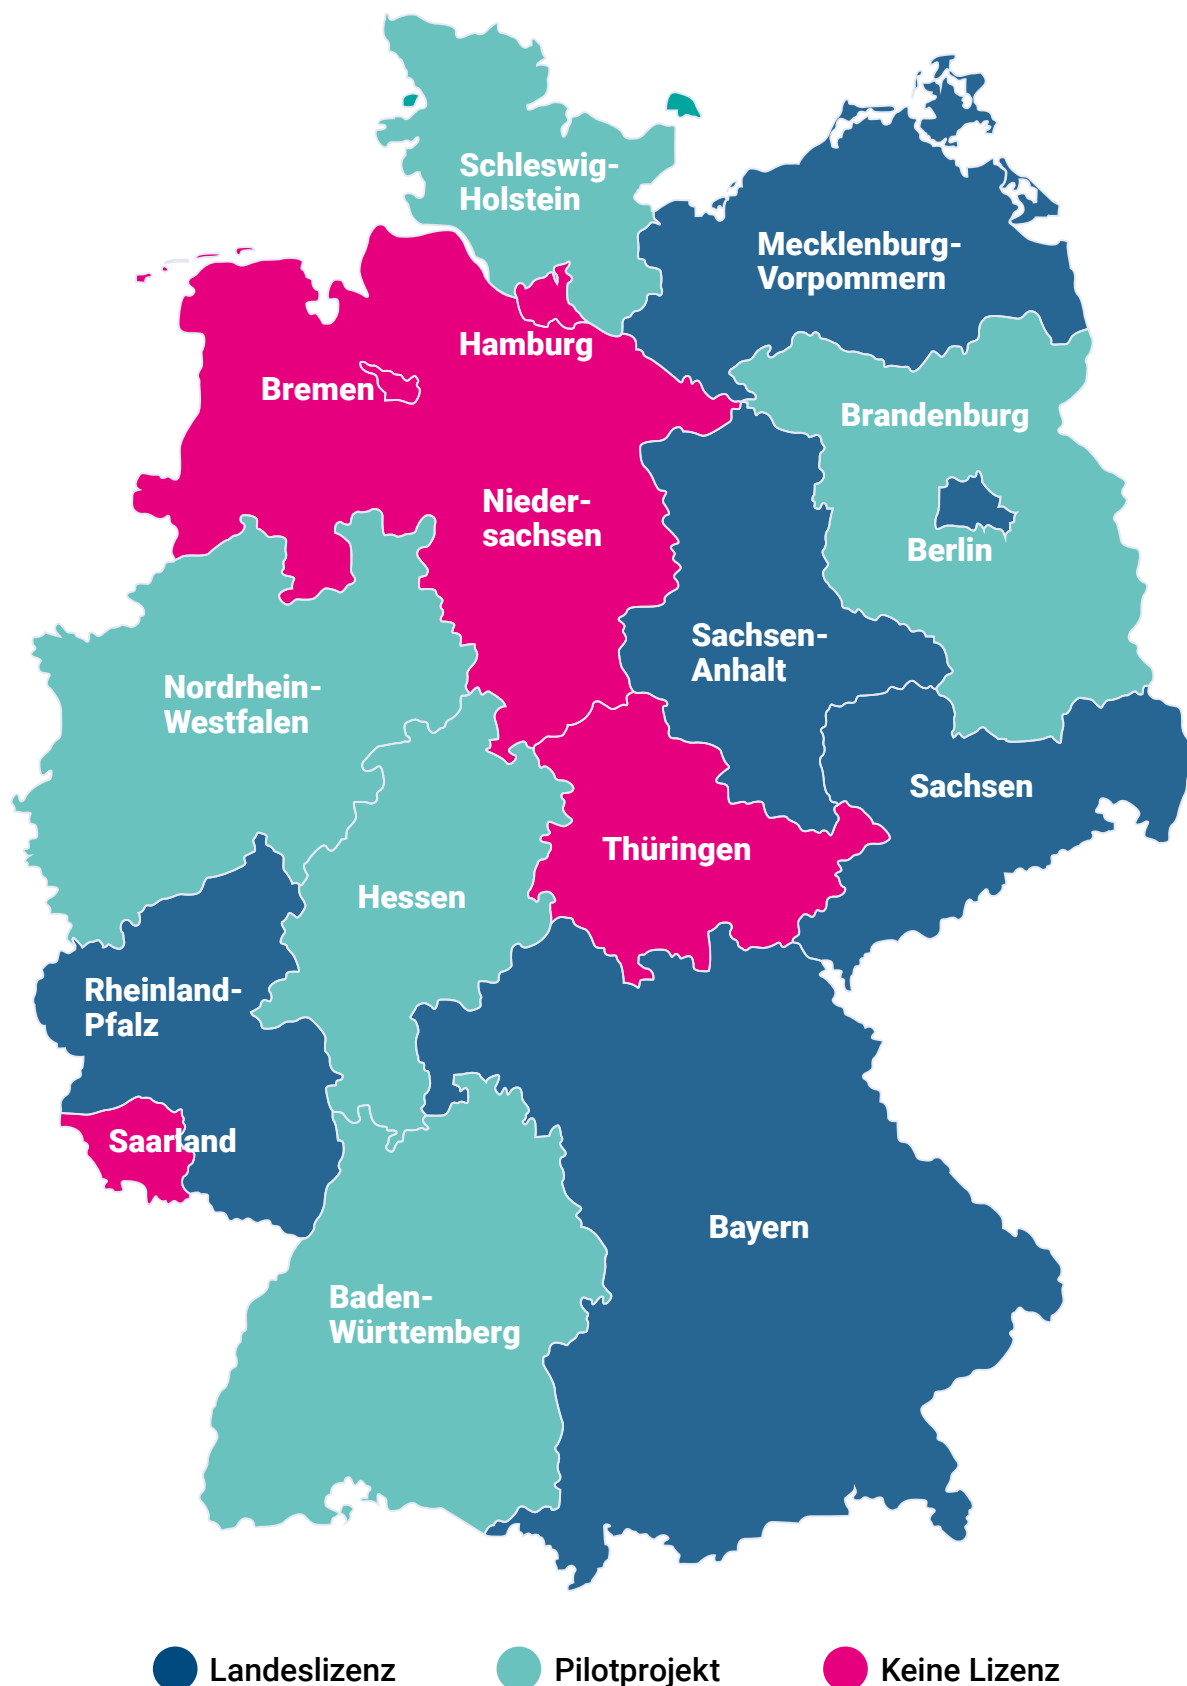 Schleswig-
Holstein
Mecklenburg-
Vorpommern
Hamburg
Bremen
Brandenburg
Nieder-
sachsen
Berlin
Sachsen-
Anhalt
Nordrhein-
Westfalen
Sachsen
Thüringen
Hessen
Rheinland-
Pfalz
Saarland
Bayern
Baden-
Württemberg
Landeslizenz
Pilotprojekt
Keine Lizenz